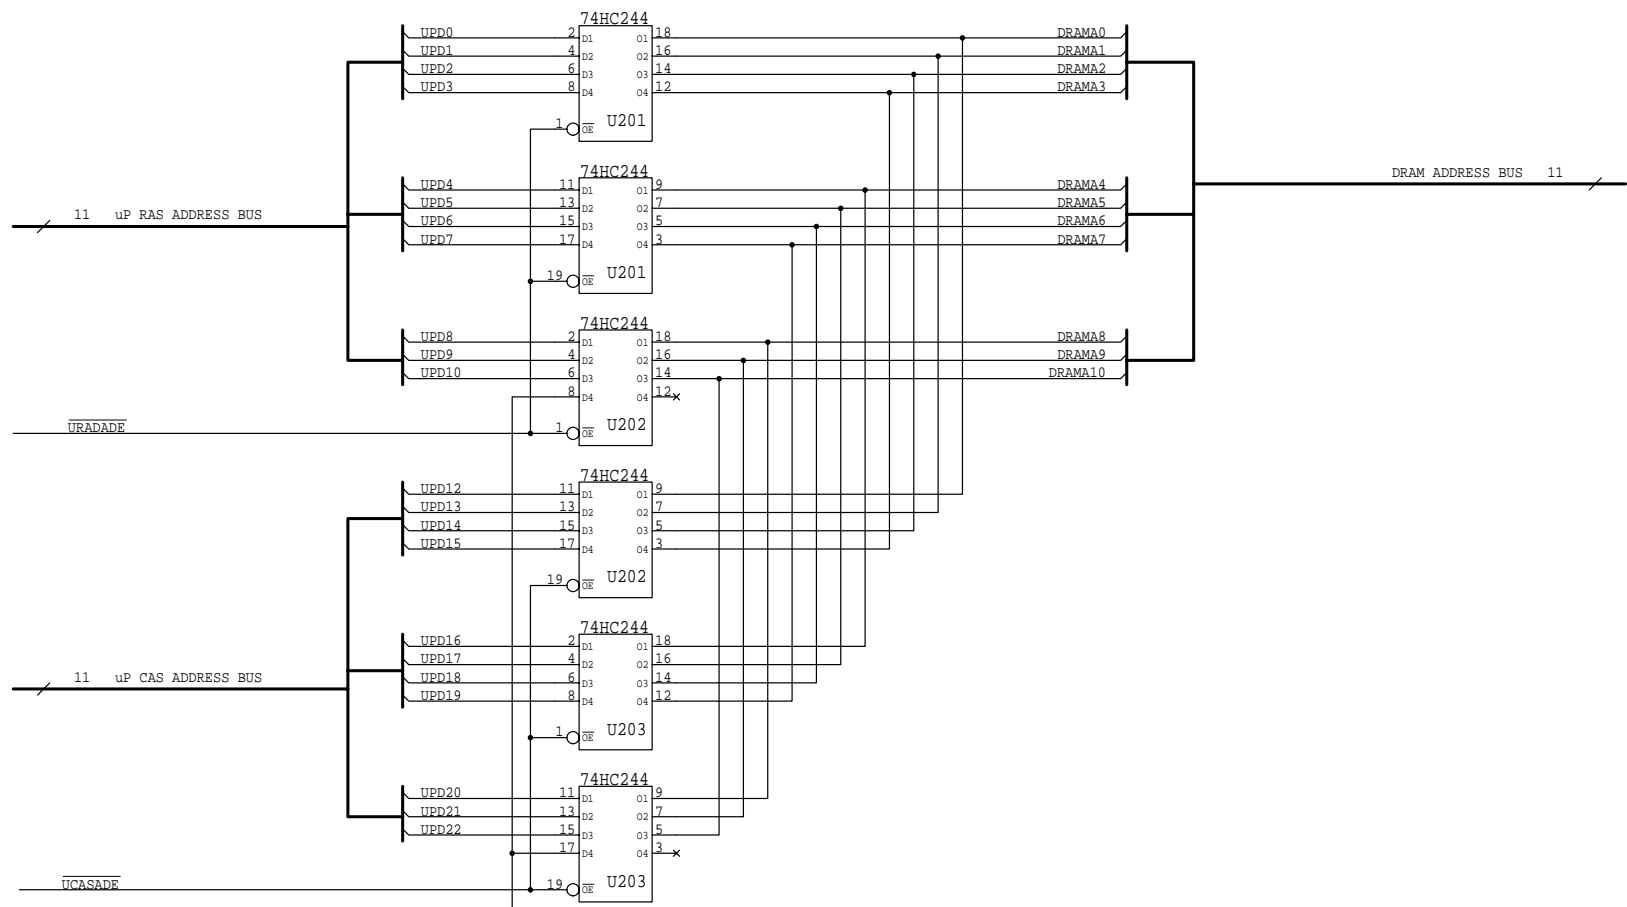 74HC244
UPD0 2 D1 O1 18 DRAMA0
UPD1 4 D2 O2 16 DRAMA1
UPD2 6 D3 O3 14 DRAMA2
UPD3 8 D4 O4 12 DRAMA3
1 OE U201
74HC244
DRAM ADDRESS BUS 11
UPD4 11 D1 O1 9 DRAMA4
UPD5 13 D2 O2 7 DRAMA5
11 uP RAS ADDRESS BUS
UPD6 15 D3 O3 5 DRAMA6
UPD7 17 D4 O4 3 DRAMA7
19 OE U201
74HC244
UPD8 2 D1 O1 18 DRAMA8
UPD9 4 D2 O2 16 DRAMA9
UPD10 6 D3 O3 14 DRAMA10
8 D4 O4 12
URADADE 1 OE U202
74HC244
UPD12 11 D1 O1 9
UPD13 13 D2 O2 7
UPD14 15 D3 O3 5
UPD15 17 D4 O4 3
19 OE U202
74HC244
UPD16 2 D1 O1 18
UPD17 4 D2 O2 16
11 uP CAS ADDRESS BUS
UPD18 6 D3 O3 14
UPD19 8 D4 O4 12
1 OE U203
74HC244
UPD20 11 D1 O1 9
UPD21 13 D2 O2 7
UPD22 15 D3 O3 5
17 D4 O4 3
UCASADE 19 OE U203